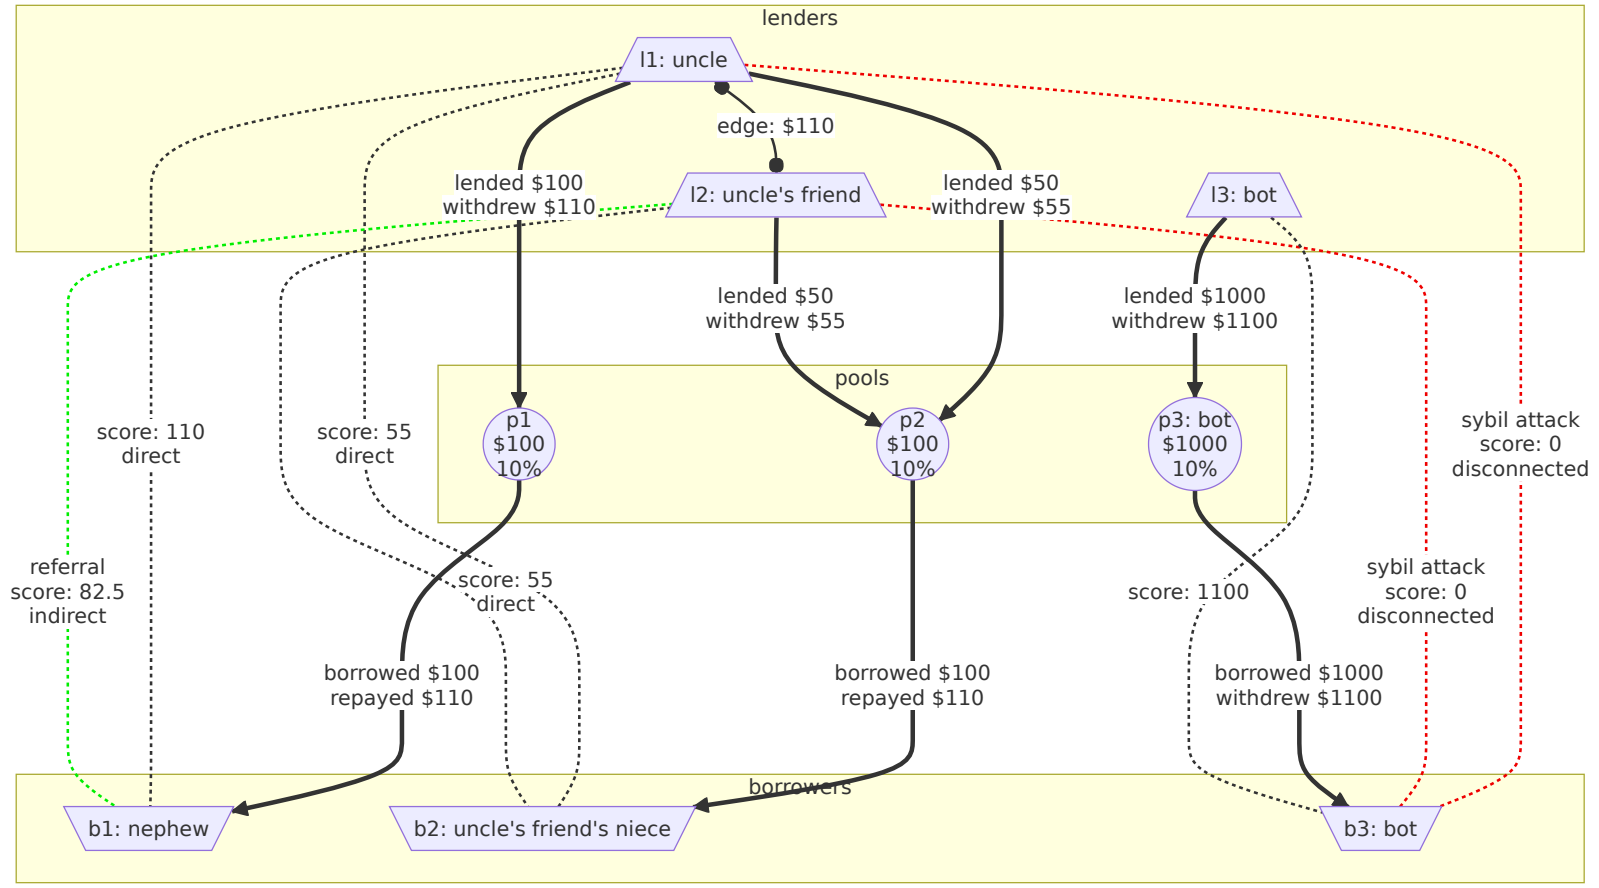 lenders
l1: uncle
edge: $110
lended $100
withdrew $110
l2: uncle's friend
lended $50
withdrew $55
l3: bot
lended $50
withdrew $55
lended $1000
withdrew $1100
pools
p1
$100
10%
p2
$100
10%
p3: bot
$1000
10%
score: 110
direct
score: 55
direct
sybil attack
score: 0
disconnected
referral
score: 82.5
indirect
score: 55
direct
score: 1100
sybil attack
score: 0
disconnected
borrowed $100
repayed $110
borrowed $100
repayed $110
borrowed $1000
withdrew $1100
borrowers
b1: nephew
b2: uncle's friend's niece
b3: bot